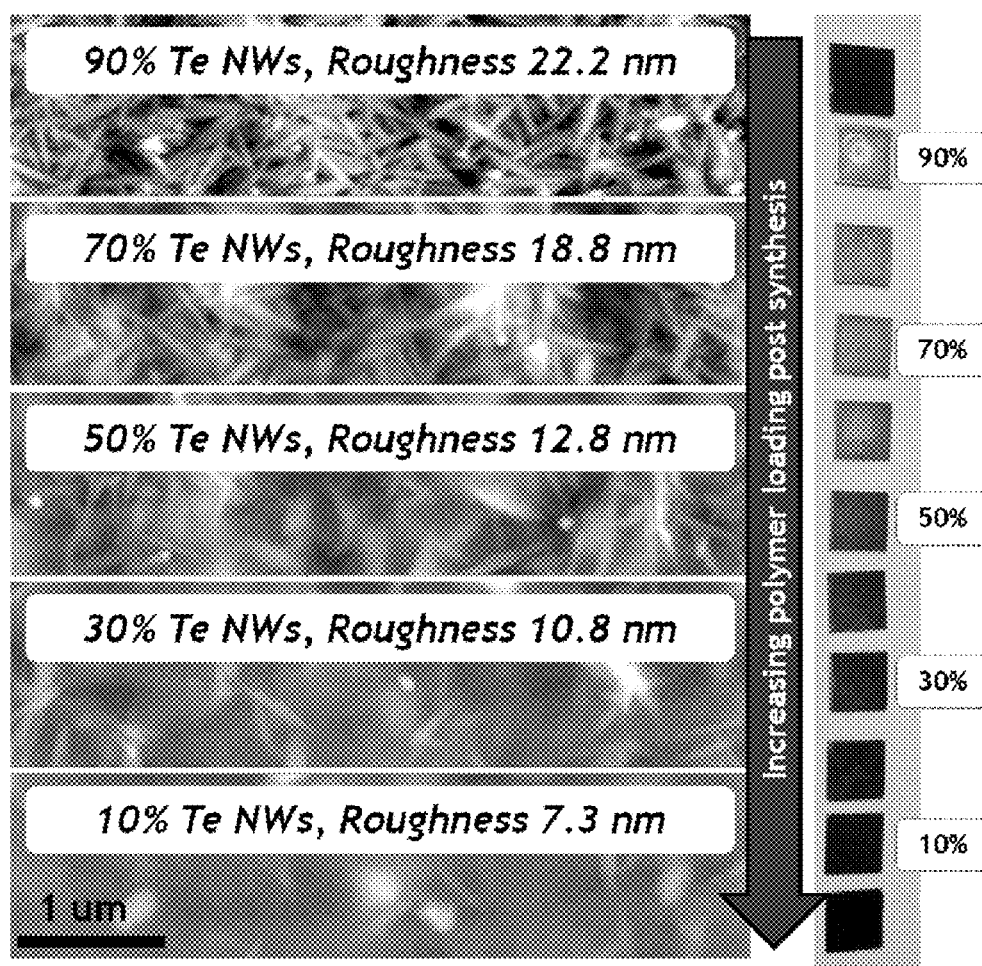 90% Te NWs, Roughness 22.2 nm
70% Te NWs, Roughness 18.8 nm
50% Te NWs, Roughness 12.8 nm
30% Te NWs, Roughness 10.8 nm
10% Te NWs, Roughness 7.3 nm
1 um
Increasing polymer loading post synthesis
90%
70%
50%
30%
10%